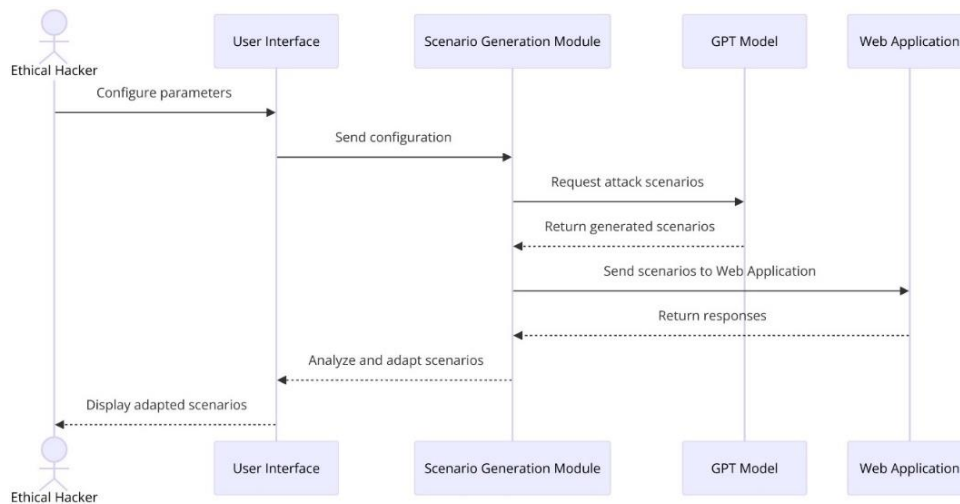 User Interface
Scenario Generation Module
GPT Model
Web Application
Ethical Hacker
Configure parameters
Send configuration
Request attack scenarios
Return generated scenarios
Send scenarios to Web Application
Return responses
Analyze and adapt scenarios
Display adapted scenarios
User Interface
Scenario Generation Module
GPT Model
Web Application
Ethical Hacker